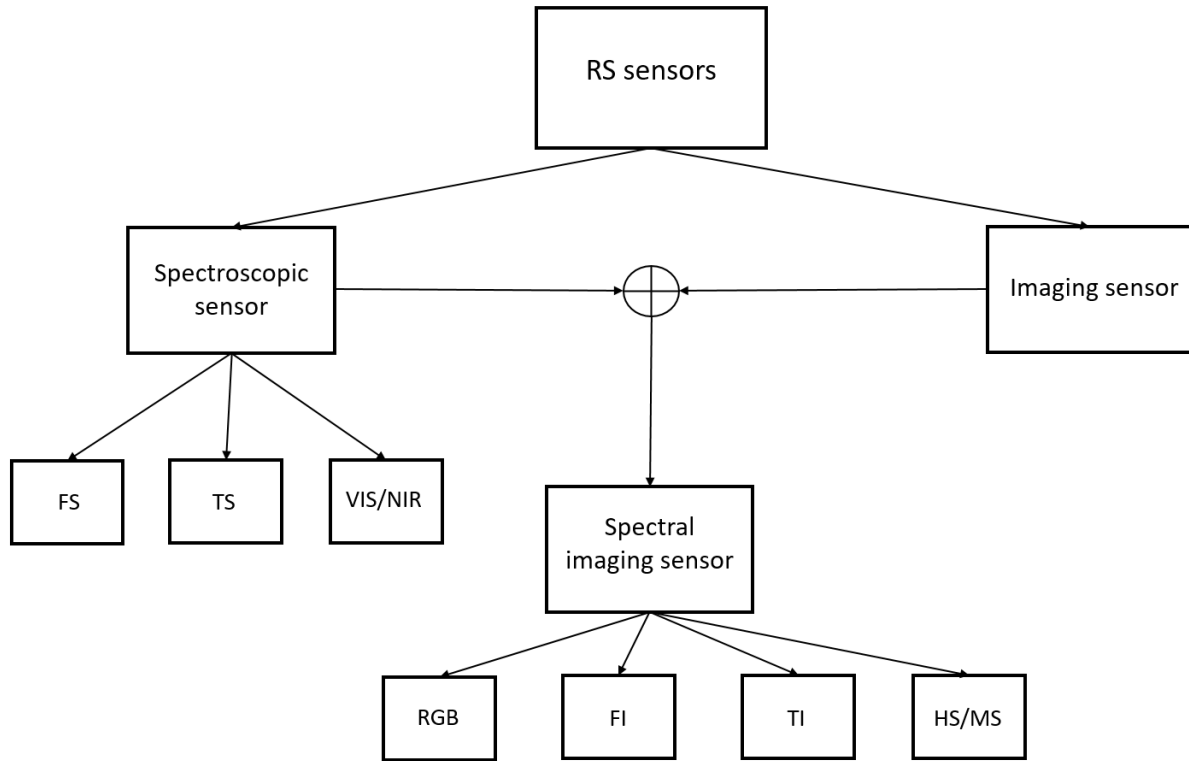 RS sensors
Spectroscopic
sensor
Imaging sensor
FS
TS
VIS/NIR
Spectral
imaging sensor
RGB
FI
TI
HS/MS